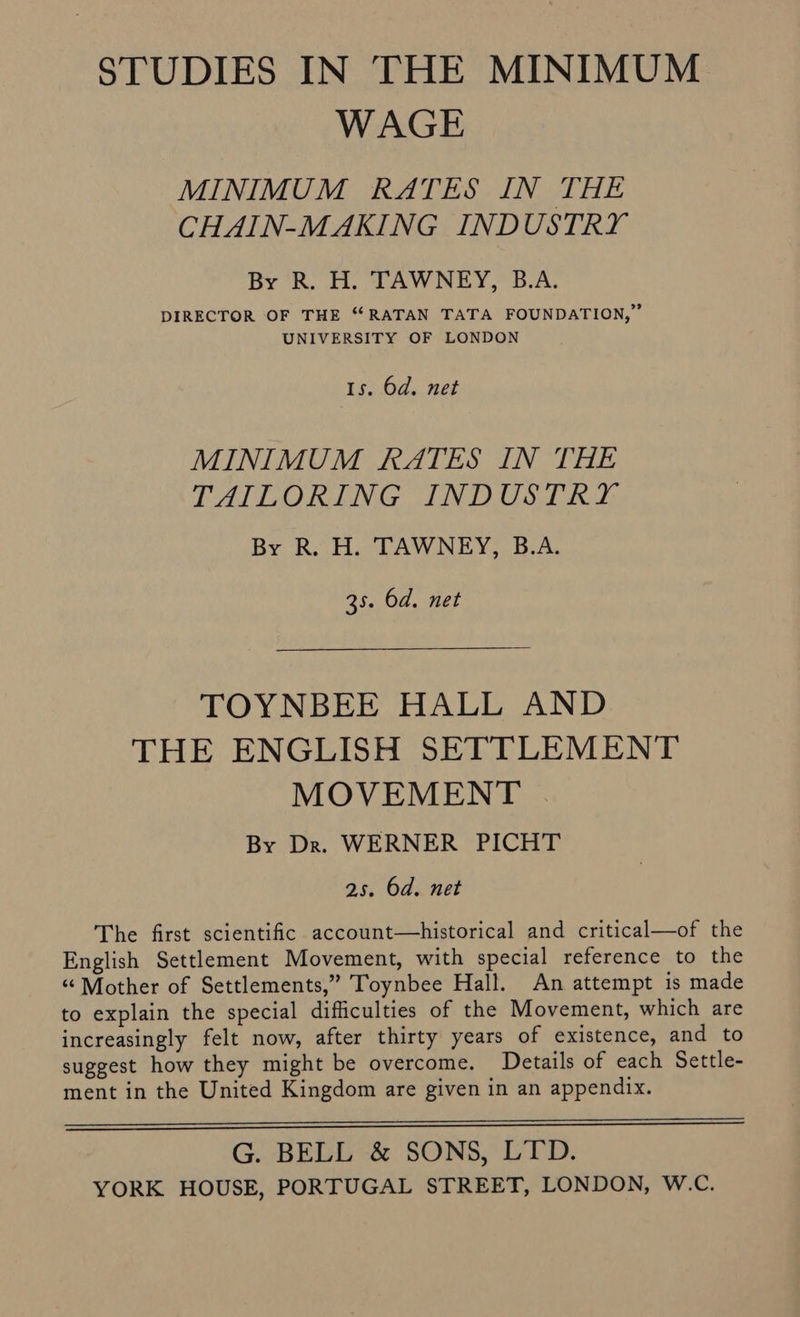 STUDIES IN THE MINIMUM
WAGE
MINIMUM RATES IN THE
CHAIN-MAKING INDUSTRY
By R. H. TAWNEY, B.A.
DIRECTOR OF THE “RATAN TATA FOUNDATION,”
UNIVERSITY OF LONDON
1s. 6d. net
MINIMUM RATES IN THE
TAILORING INDUSTRY
By R. H. TAWNEY, B.A.
3s. 6d. net
TOYNBEE HALL AND
THE ENGLISH SETTLEMENT
MOVEMENT
By Dr. WERNER PICHT
2s. 6d. net
The first scientific account—historical and critical—of the
English Settlement Movement, with special reference to the
“Mother of Settlements,” Toynbee Hall. An attempt is made
to explain the special difficulties of the Movement, which are
increasingly felt now, after thirty years of existence, and to
suggest how they might be overcome. Details of each Settle-
ment in the United Kingdom are given in an appendix.
G. BELL & SONS, LTD.
YORK HOUSE, PORTUGAL STREET, LONDON, W.C.